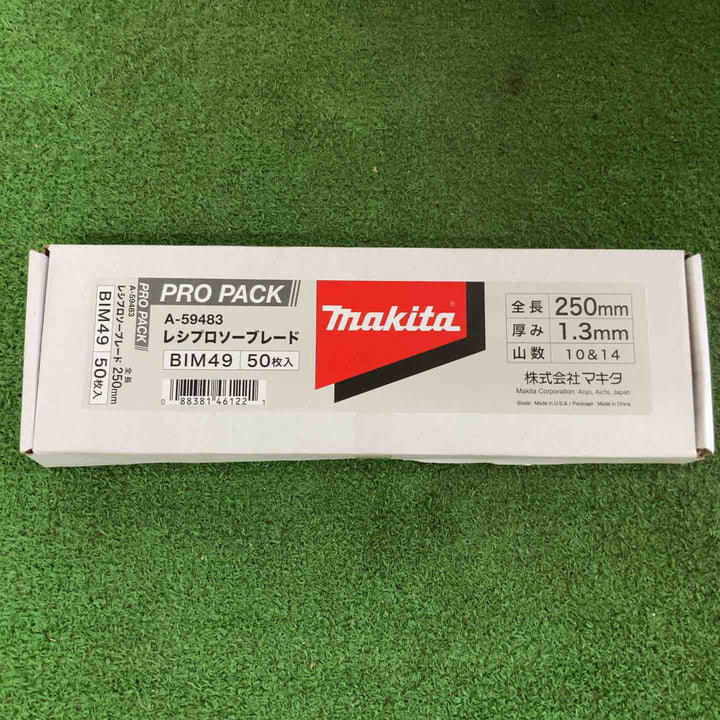 PRO PACK
A-59483
レシプロソーブレード 全長 250mm
BIM49 50枚入
PRO PACK
A-59483
レシプロソーブレード
BIM49 50枚入
0 88381 46122 1
makita
全長 250mm
厚み 1.3mm
山数 10&14
株式会社マキタ
Makita Corporation Anjo, Aichi, Japan
Blade : Made in U.S.A / Package : Made in China